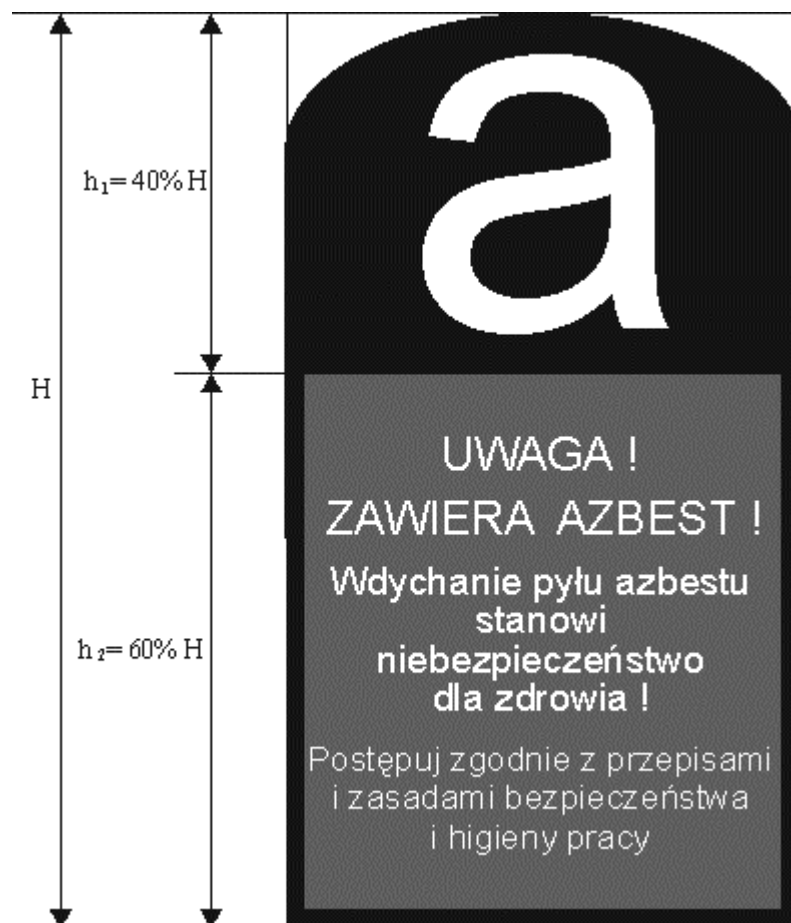 a
h₁= 40% H
H
UWAGA !
ZAWIERA AZBEST !
Wdychanie pyłu azbestu
stanowi
niebezpieczeństwo
dla zdrowia !
h₂= 60% H
Postępuj zgodnie z przepisami
i zasadami bezpieczeństwa
i higieny pracy